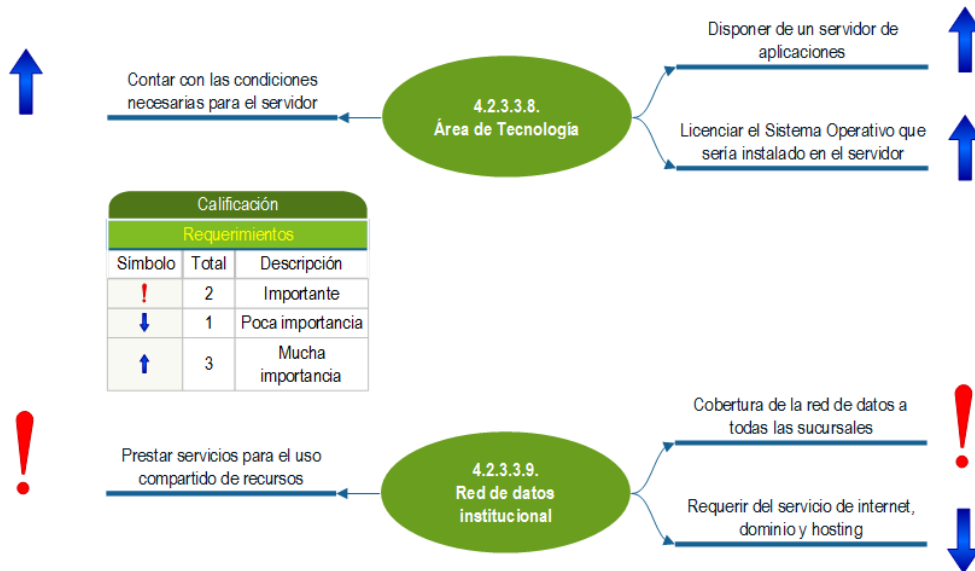 Contar con las condiciones
necesarias para el servidor
4.2.3.3.8.
Área de Tecnología
Disponer de un servidor de
aplicaciones
Licenciar el Sistema Operativo que
sería instalado en el servidor
Calificación
Requerimientos
Símbolo Total Descripción
! 2 Importante
⬇ 1 Poca importancia
⬆ 3 Mucha
importancia
Prestar servicios para el uso
compartido de recursos
4.2.3.3.9.
Red de datos
institucional
Cobertura de la red de datos a
todas las sucursales
Requerir del servicio de internet,
dominio y hosting